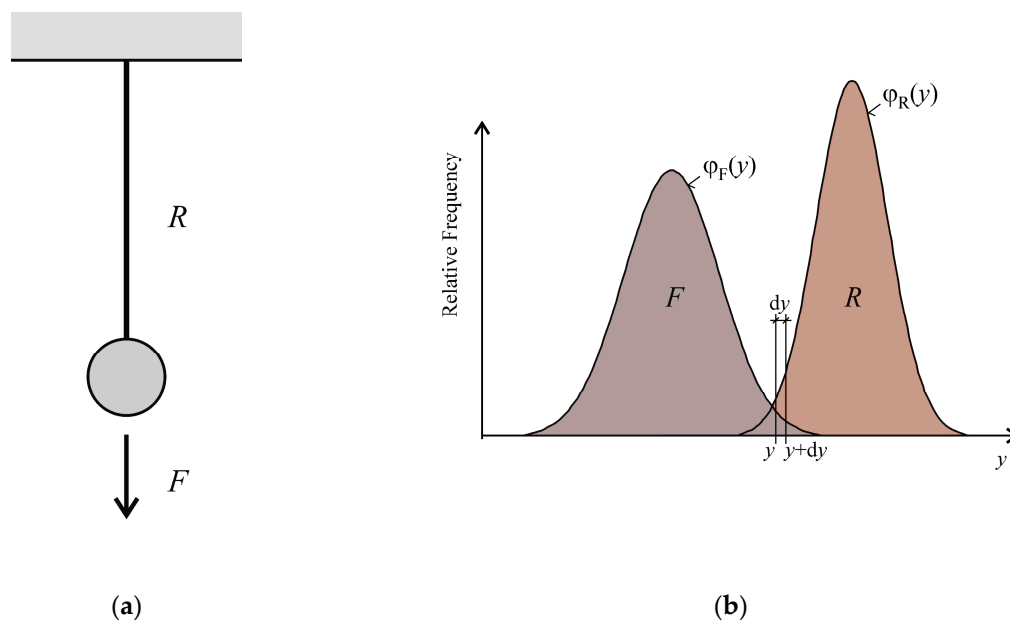 R
F
(a)
Relative Frequency
φF(y)
φR(y)
F
R
dy
y
y+dy
y
(b)